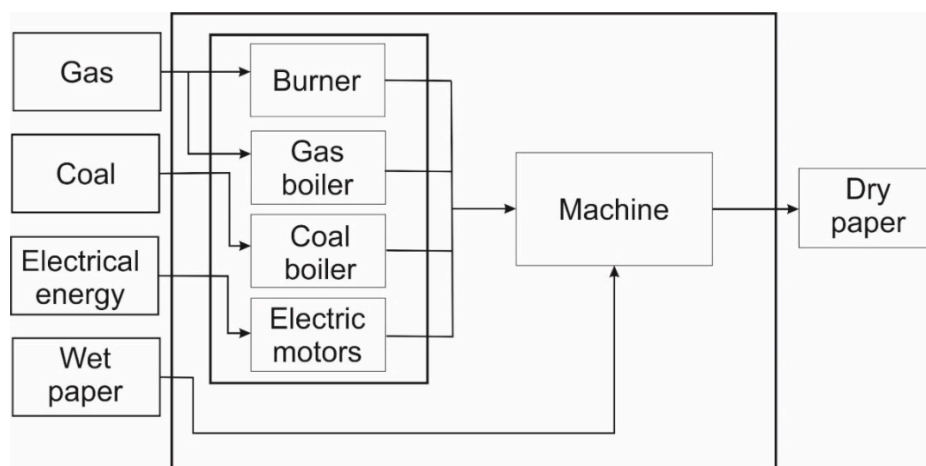 Gas
Coal
Electrical
energy
Wet
paper
Burner
Gas
boiler
Coal
boiler
Electric
motors
Machine
Dry
paper